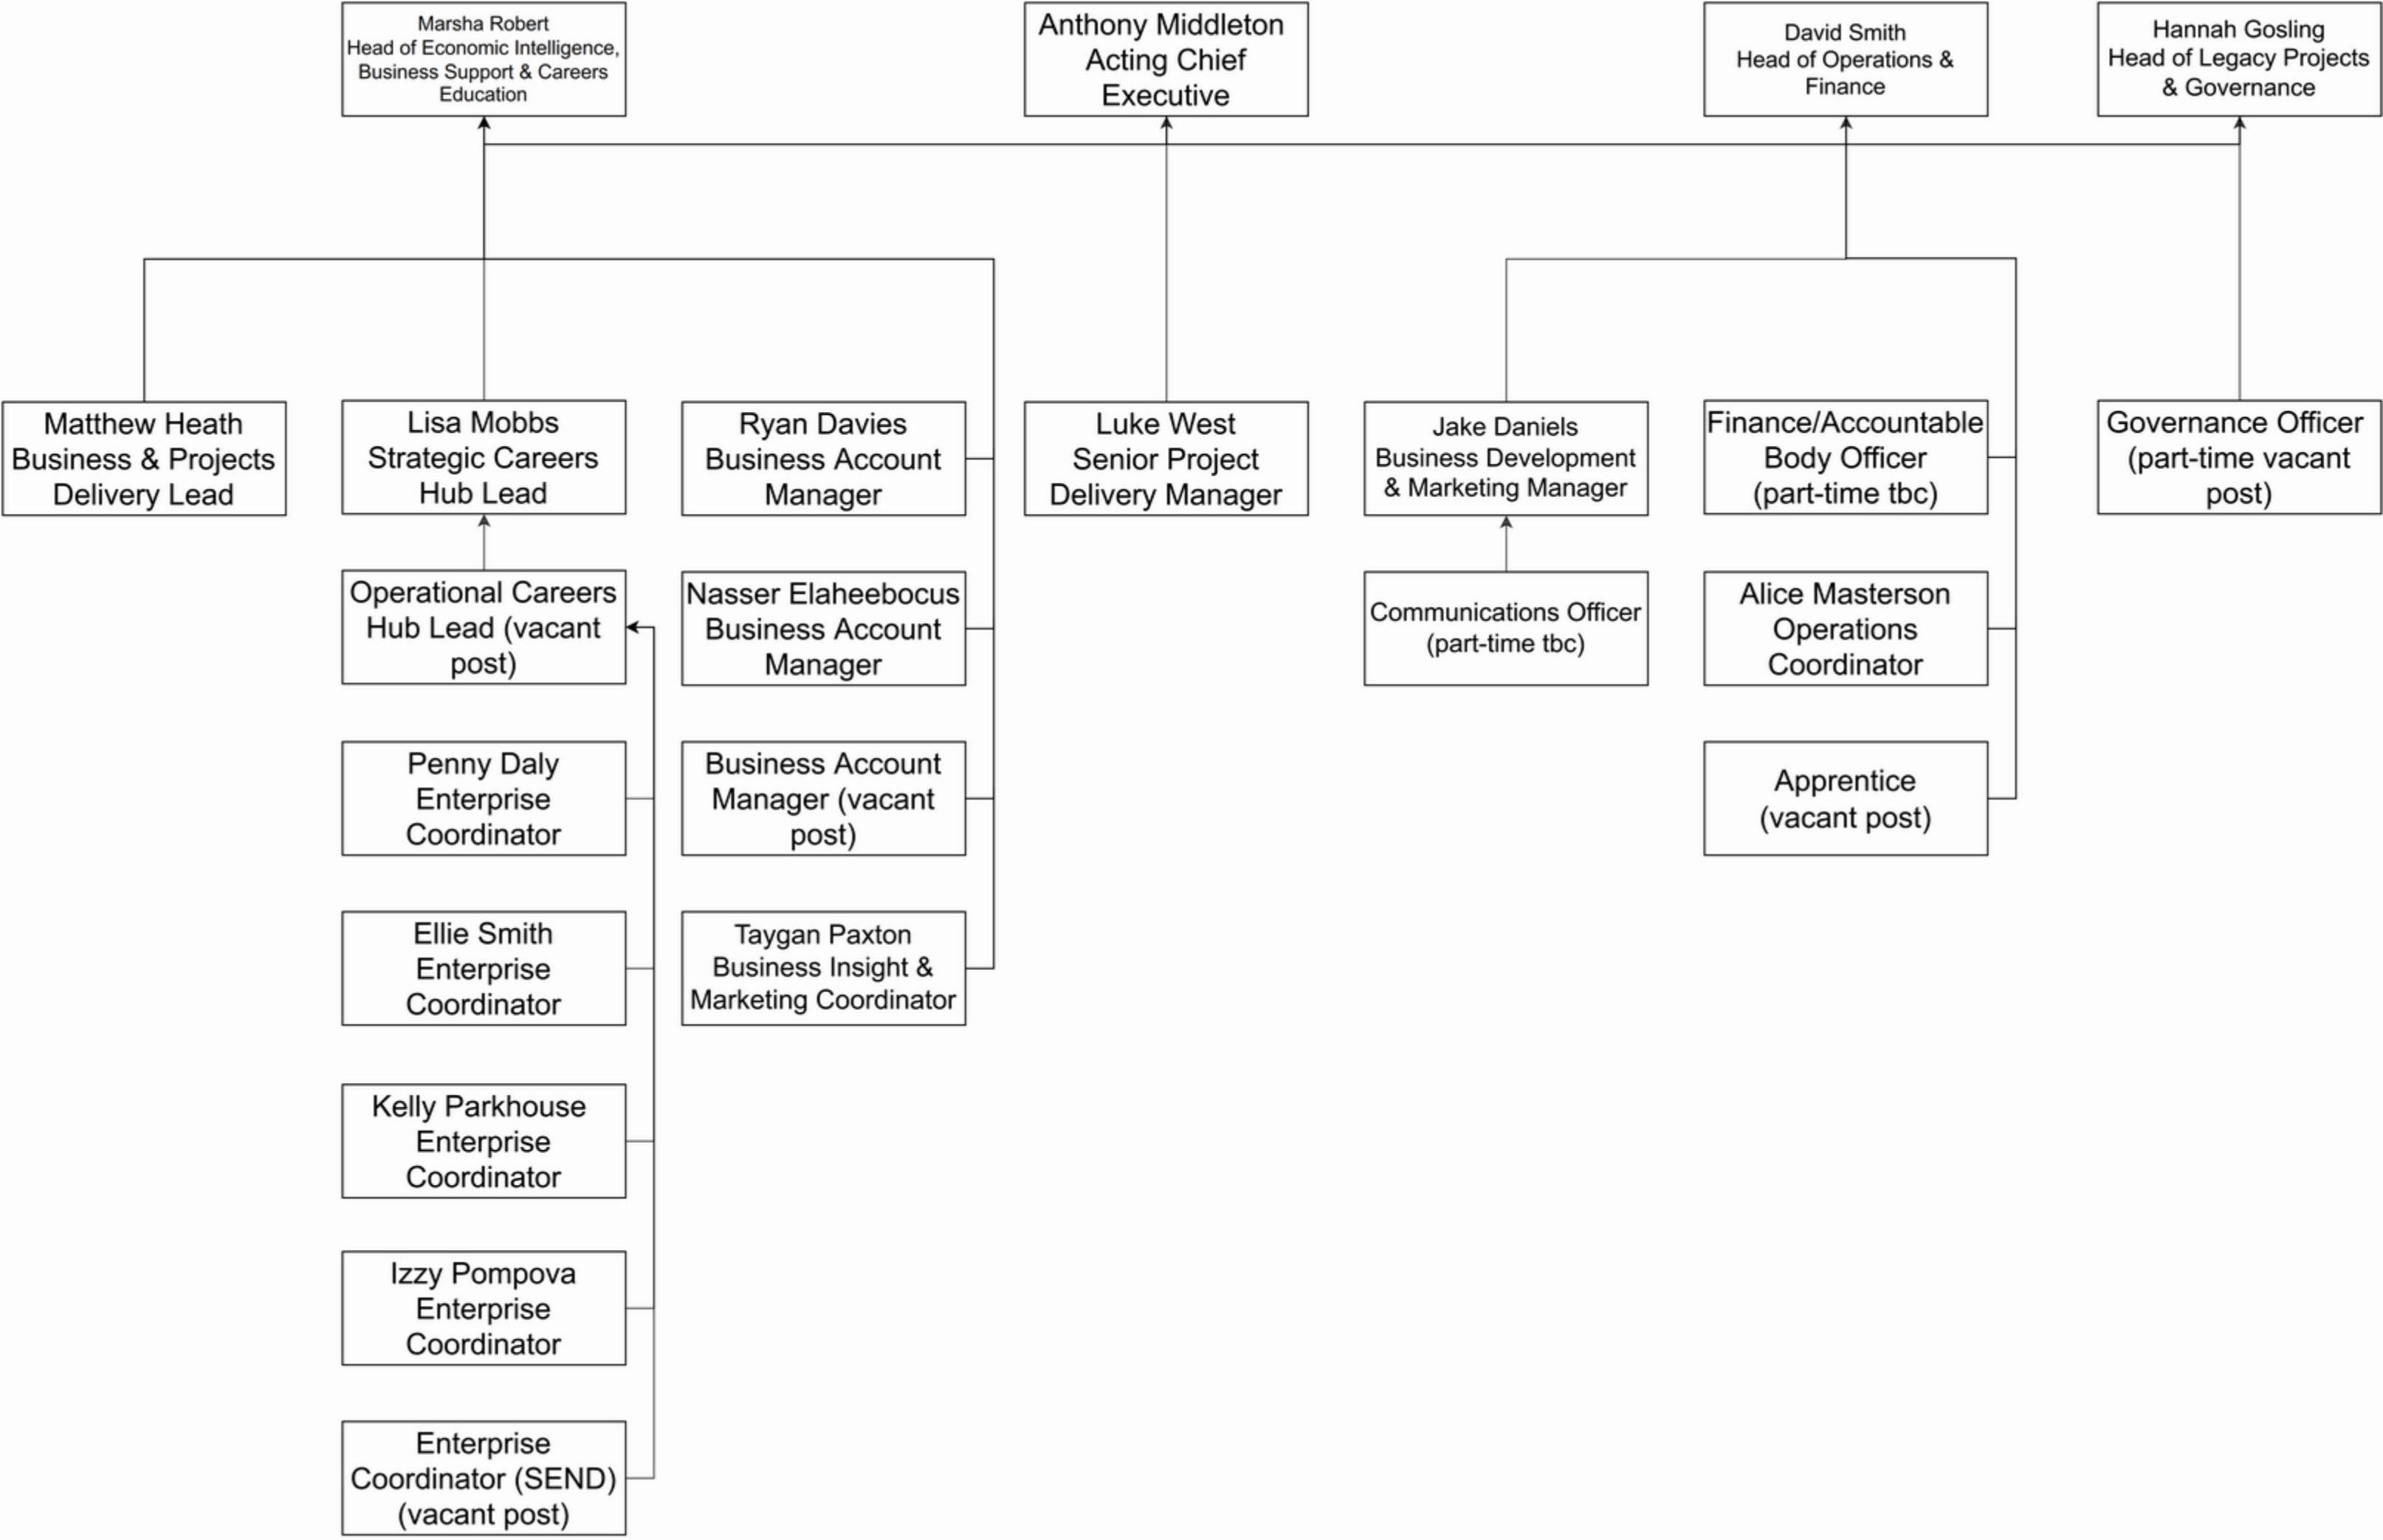 Marsha Robert
Head of Economic Intelligence,
Business Support & Careers
Education
Anthony Middleton
Acting Chief
Executive
David Smith
Head of Operations &
Finance
Hannah Gosling
Head of Legacy Projects
& Governance
Matthew Heath
Business & Projects
Delivery Lead
Lisa Mobbs
Strategic Careers
Hub Lead
Ryan Davies
Business Account
Manager
Luke West
Senior Project
Delivery Manager
Jake Daniels
Business Development
& Marketing Manager
Finance/Accountable
Body Officer
(part-time tbc)
Governance Officer
(part-time vacant
post)
Operational Careers
Hub Lead (vacant
post)
Nasser Elaheebocus
Business Account
Manager
Communications Officer
(part-time tbc)
Alice Masterson
Operations
Coordinator
Penny Daly
Enterprise
Coordinator
Business Account
Manager (vacant
post)
Apprentice
(vacant post)
Ellie Smith
Enterprise
Coordinator
Taygan Paxton
Business Insight &
Marketing Coordinator
Kelly Parkhouse
Enterprise
Coordinator
Izzy Pompova
Enterprise
Coordinator
Enterprise
Coordinator (SEND)
(vacant post)